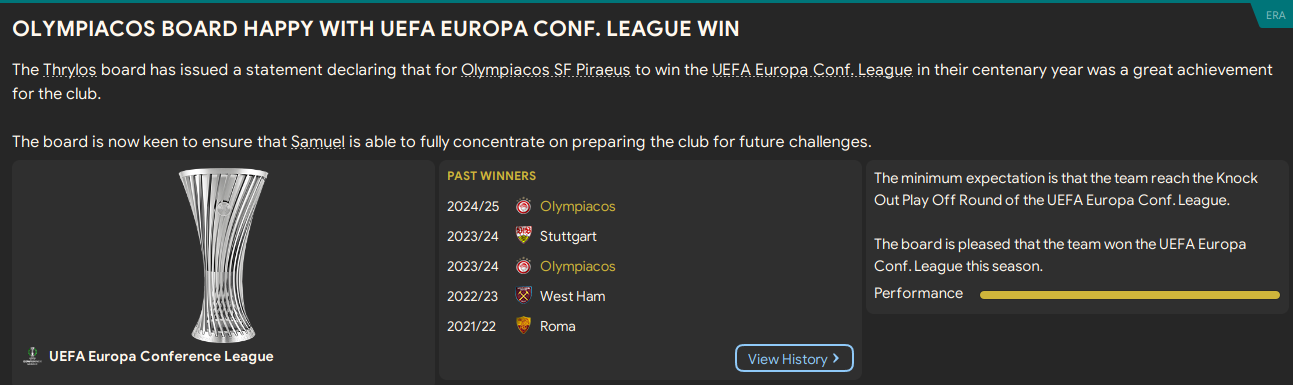 ERA
OLYMPIACOS BOARD HAPPY WITH UEFA EUROPA CONF. LEAGUE WIN
The Thrylos board has issued a statement declaring that for Olympiacos SF Piraeus to win the UEFA Europa Conf. League in their centenary year was a great achievement
for the club.
The board is now keen to ensure that Samuel is able to fully concentrate on preparing the club for future challenges.
UEFA Europa Conference League
PAST WINNERS
2024/25 Olympiacos
2023/24 Stuttgart
2023/24 Olympiacos
2022/23 West Ham
2021/22 Roma
View History
The minimum expectation is that the team reach the Knock
Out Play Off Round of the UEFA Europa Conf. League.
The board is pleased that the team won the UEFA Europa
Conf. League this season.
Performance